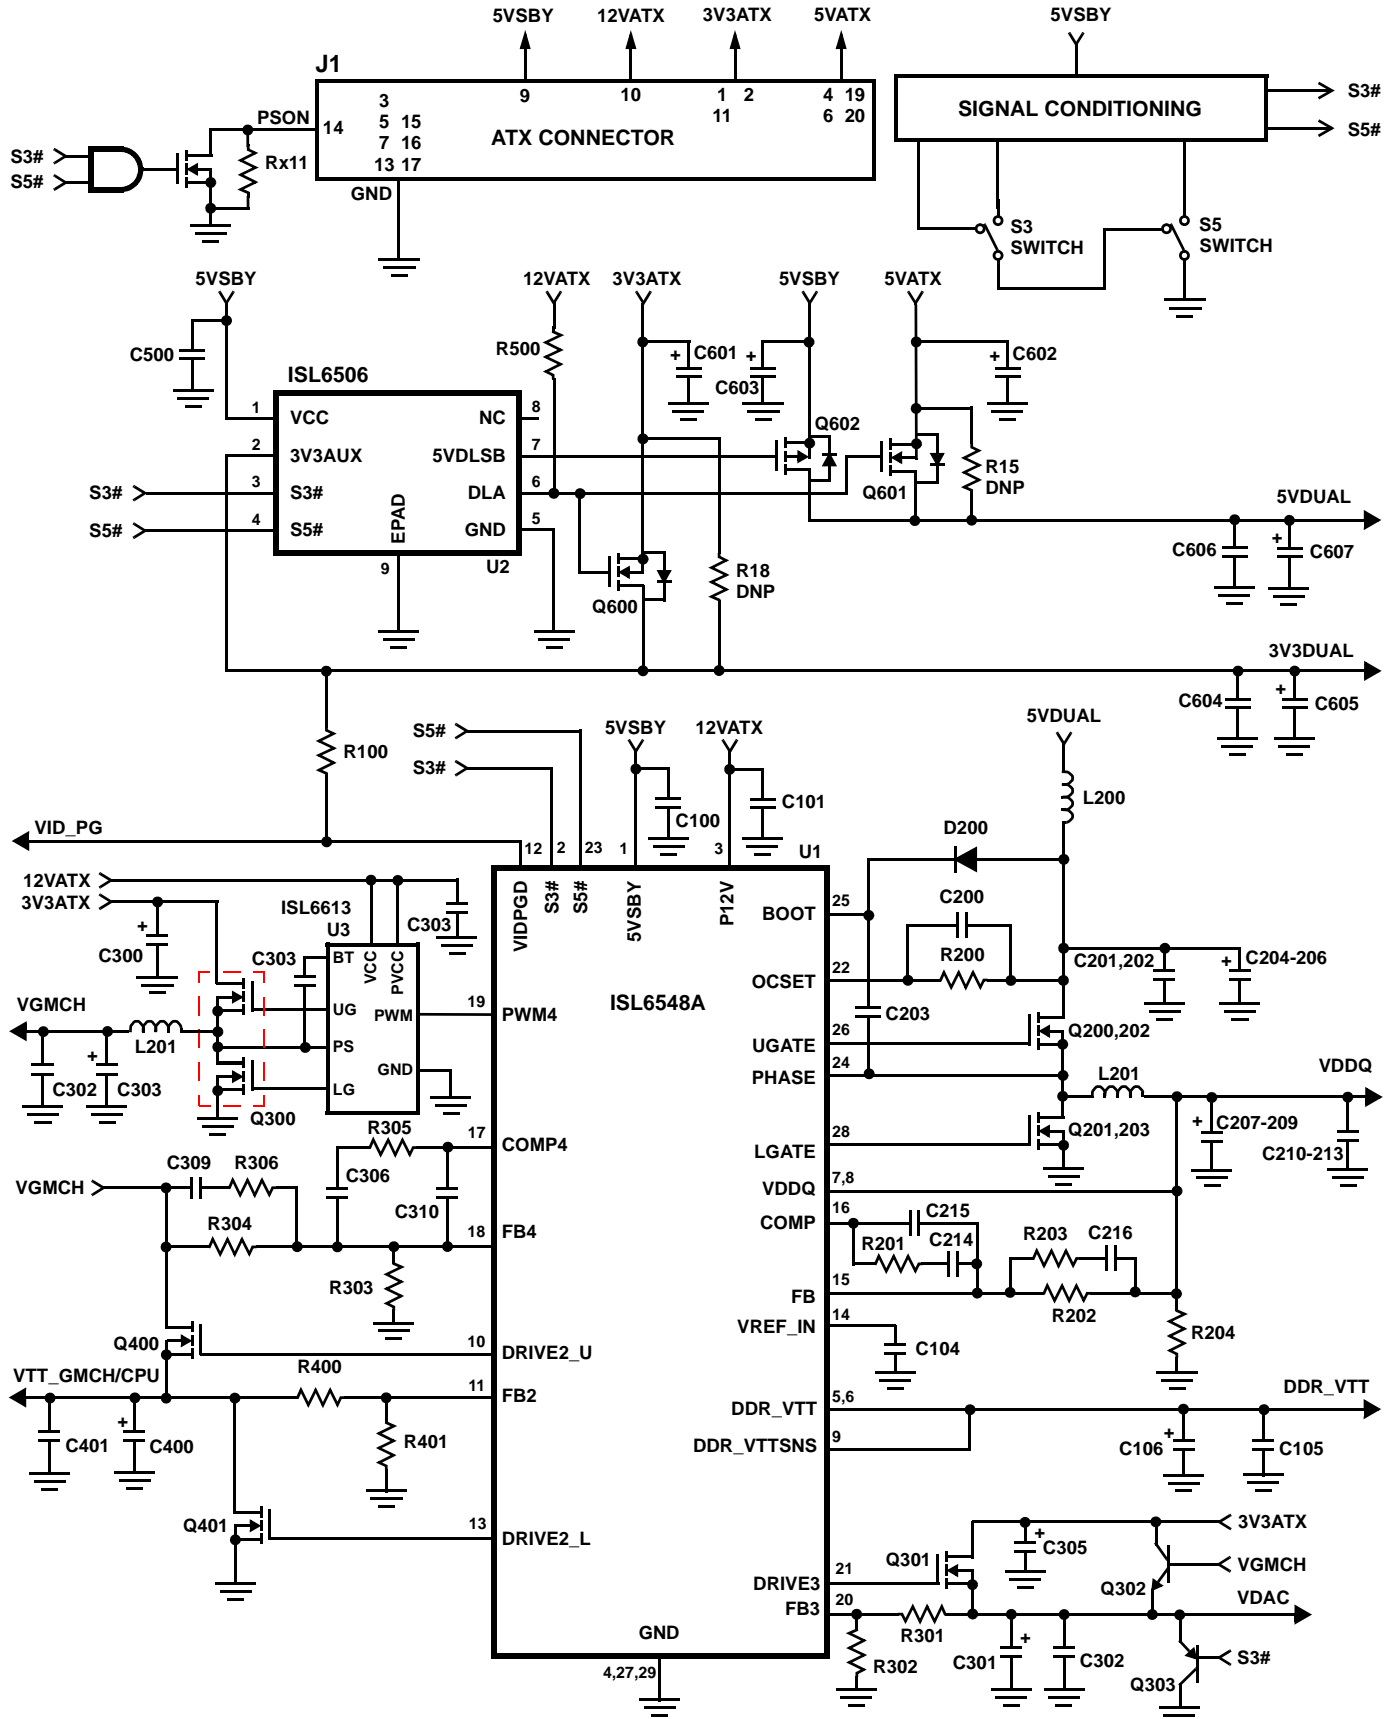 5VSBY 12VATX 3V3ATX 5VATX 5VSBY
J1
9 10 1 2 4 19
11 6 20
3
5 15
7 16
13 17
14
PSON
ATX CONNECTOR
GND
S3#
S5#
Rx11
SIGNAL CONDITIONING
S3#
S5#
S3
SWITCH
S5
SWITCH
5VSBY 12VATX 3V3ATX 5VSBY 5VATX
C500
R500
C601
C603
C602
ISL6506
1 VCC NC 8
2 3V3AUX 5VDLSB 7
S3# 3 S3# DLA 6
S5# 4 S5# GND 5
EPAD
9
U2
Q602
Q601
R15
DNP
5VDUAL
C606
C607
Q600
R18
DNP
3V3DUAL
C604
C605
R100
S5#
S3#
5VSBY
12VATX
C100
C101
5VDUAL
L200
D200
VID_PG
12 2 23 1 3
U1
VIDPGD
S3#
S5#
5VSBY
P12V
ISL6548A
12VATX
3V3ATX
C300
ISL6613
U3
C303
C303
BT
VCC
PVCC
UG
PWM
PS
GND
LG
VGMCH
L201
C302
C303
Q300
19 PWM4
17 COMP4
R305
C306
C310
C309
R306
VGMCH
R304
18 FB4
R303
Q400
10 DRIVE2_U
VTT_GMCH/CPU
R400
11 FB2
C401
C400
R401
Q401
13 DRIVE2_L
BOOT 25
C200
R200
OCSET 22
C203
C201,202
C204-206
UGATE 26
Q200,202
PHASE 24
L201
VDDQ
LGATE 28
Q201,203
C207-209
C210-213
VDDQ 7,8
COMP 16
C215
R201
C214
R203
C216
FB 15
R202
VREF_IN 14
C104
R204
DDR_VTT 5,6
DDR_VTT
DDR_VTTSNS 9
C106
C105
DRIVE3 21
Q301
C305
3V3ATX
Q302
VGMCH
FB3 20
R301
VDAC
R302
C301
C302
Q303
S3#
GND
4,27,29